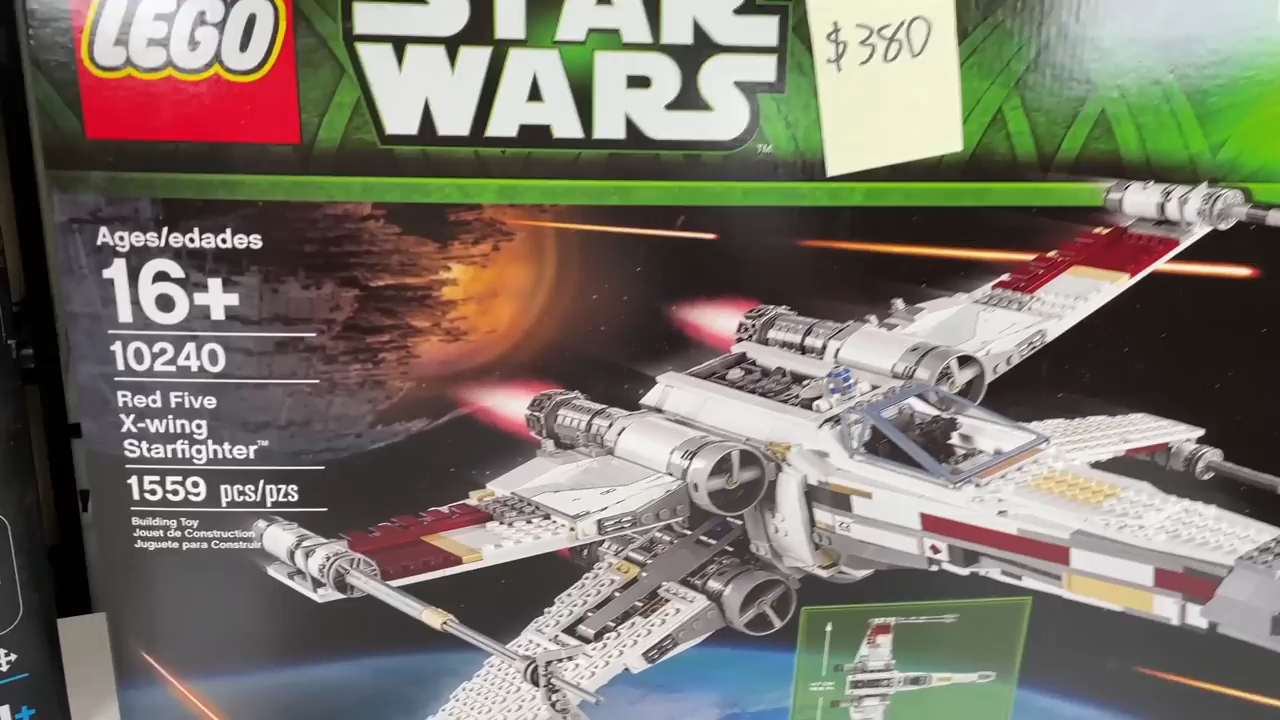 LEGO
STAR
WARS
™
$380
Ages/edades
16+
10240
Red Five
X-wing
Starfighter™
1559 pcs/pzs
Building Toy
Jouet de Construction
Juguete para Construir